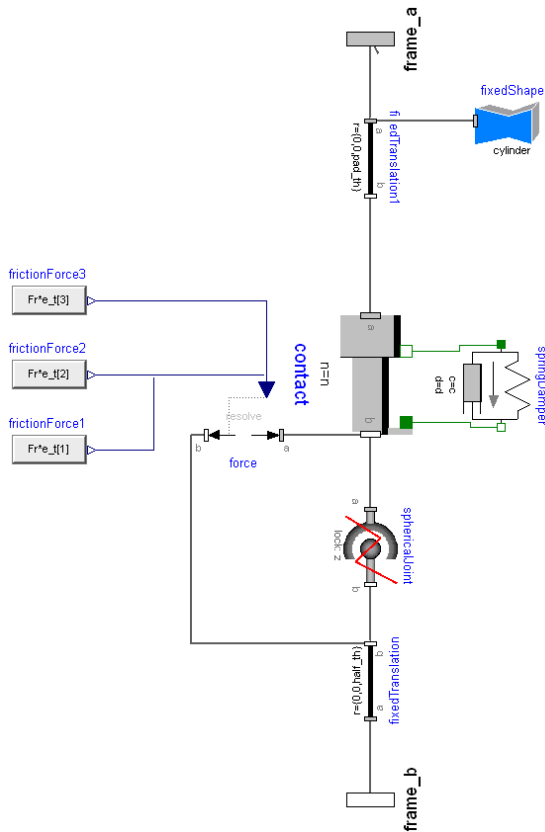 frame_a
fixedShape
cylinder
fixedTranslation1
a
r={0,0,pad_th}
b
frictionForce3
Fr*e_t[3]
springDamper
c=c
d=d
a
contact
n=n
frictionForce2
Fr*e_t[2]
resolve
frictionForce1
Fr*e_t[1]
b
a
b
force
a
sphericalJoint
lock: z
b
fixedTranslation
b
r={0,0,half_th}
a
frame_b